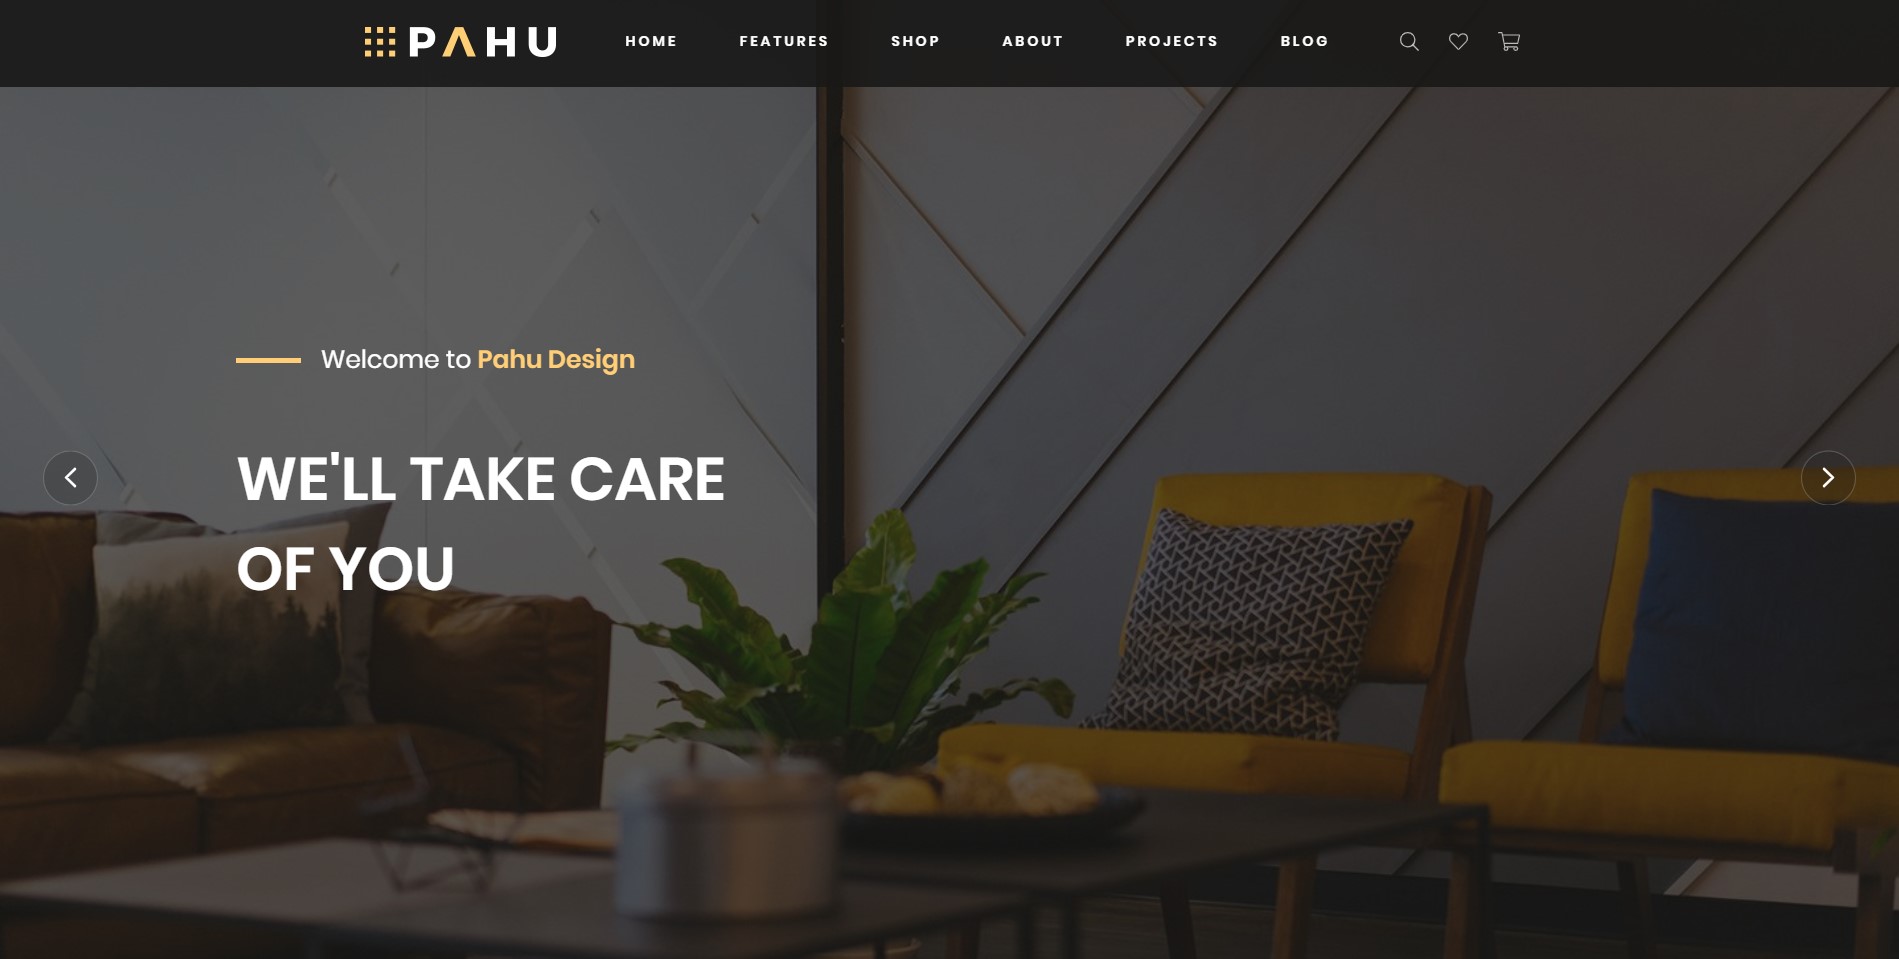 PAHU HOME FEATURES SHOP ABOUT PROJECTS BLOG
Welcome to Pahu Design
WE'LL TAKE CARE
OF YOU